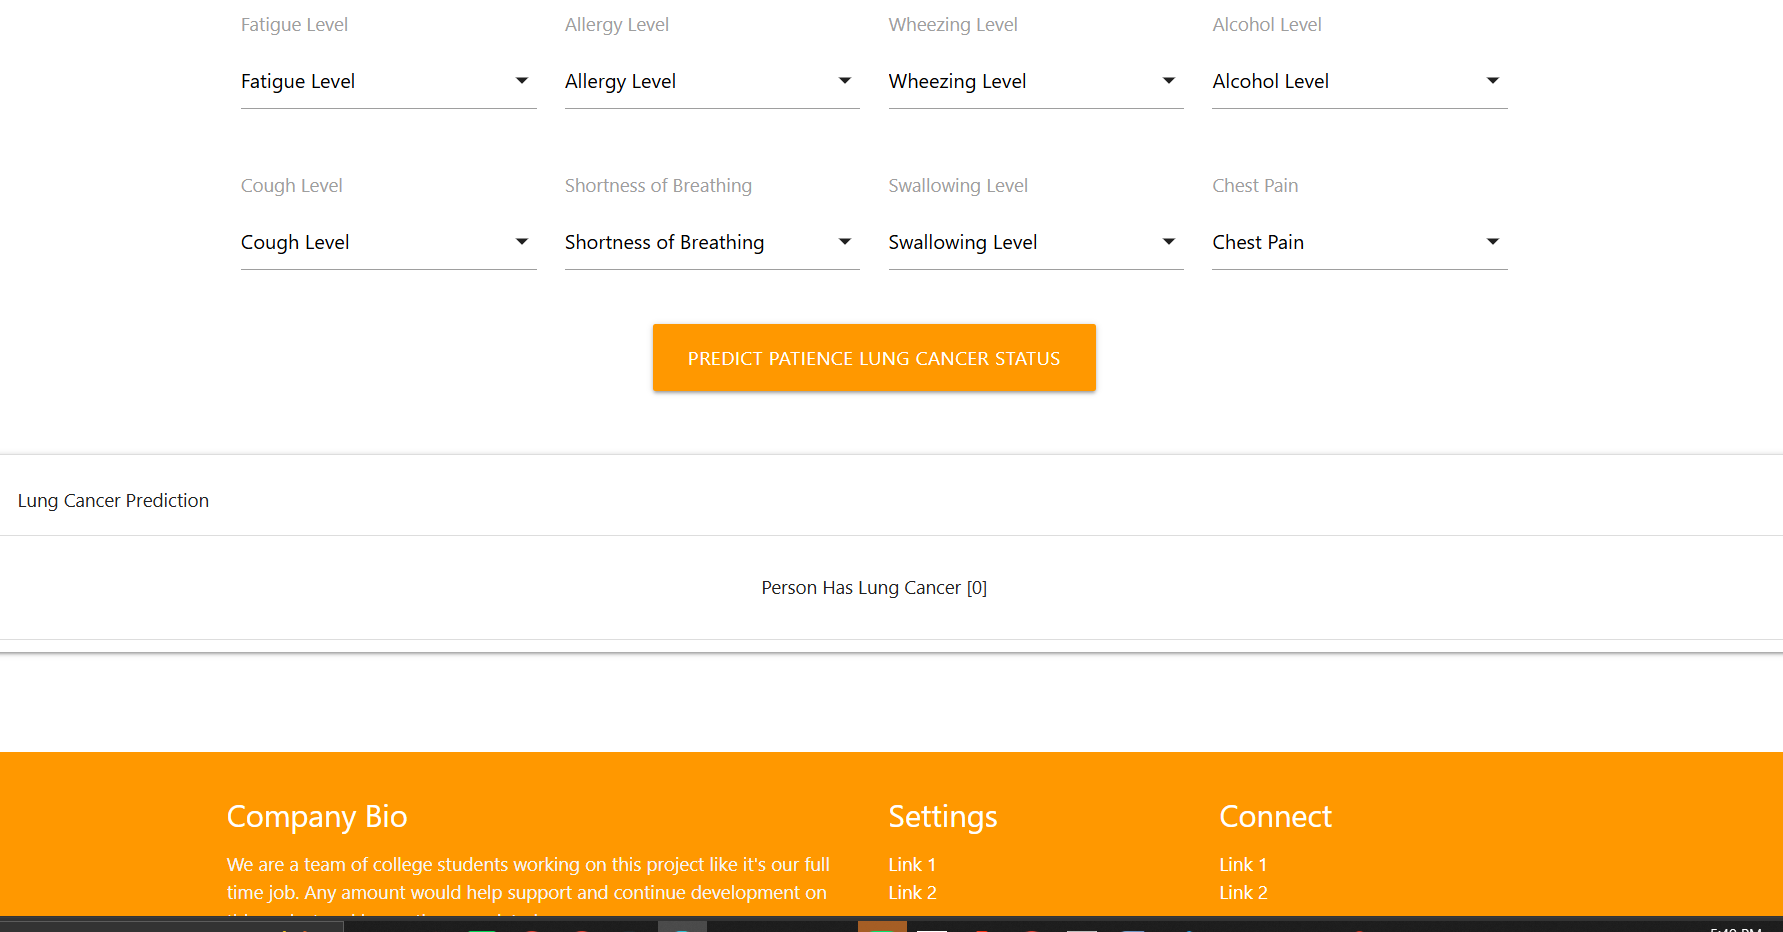 Fatigue Level Allergy Level Wheezing Level Alcohol Level
Fatigue Level Allergy Level Wheezing Level Alcohol Level
Cough Level Shortness of Breathing Swallowing Level Chest Pain
Cough Level Shortness of Breathing Swallowing Level Chest Pain
PREDICT PATIENCE LUNG CANCER STATUS
Lung Cancer Prediction
Person Has Lung Cancer [0]
Company Bio
We are a team of college students working on this project like it's our full
time job. Any amount would help support and continue development on
Settings
Link 1
Link 2
Connect
Link 1
Link 2